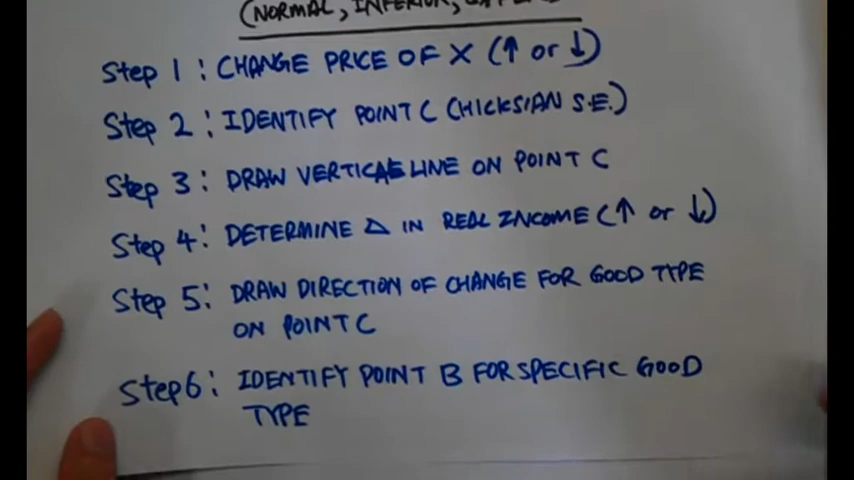 (NORMAL, INFERIOR,
Step 1 : CHANGE PRICE OF X (↑ or ↓)
Step 2 : IDENTIFY POINT C (HICKSIAN S.E.)
Step 3 : DRAW VERTICAL LINE ON POINT C
Step 4 : DETERMINE Δ IN REAL INCOME (↑ or ↓)
Step 5 : DRAW DIRECTION OF CHANGE FOR GOOD TYPE
ON POINT C
Step 6 : IDENTIFY POINT B FOR SPECIFIC GOOD
TYPE